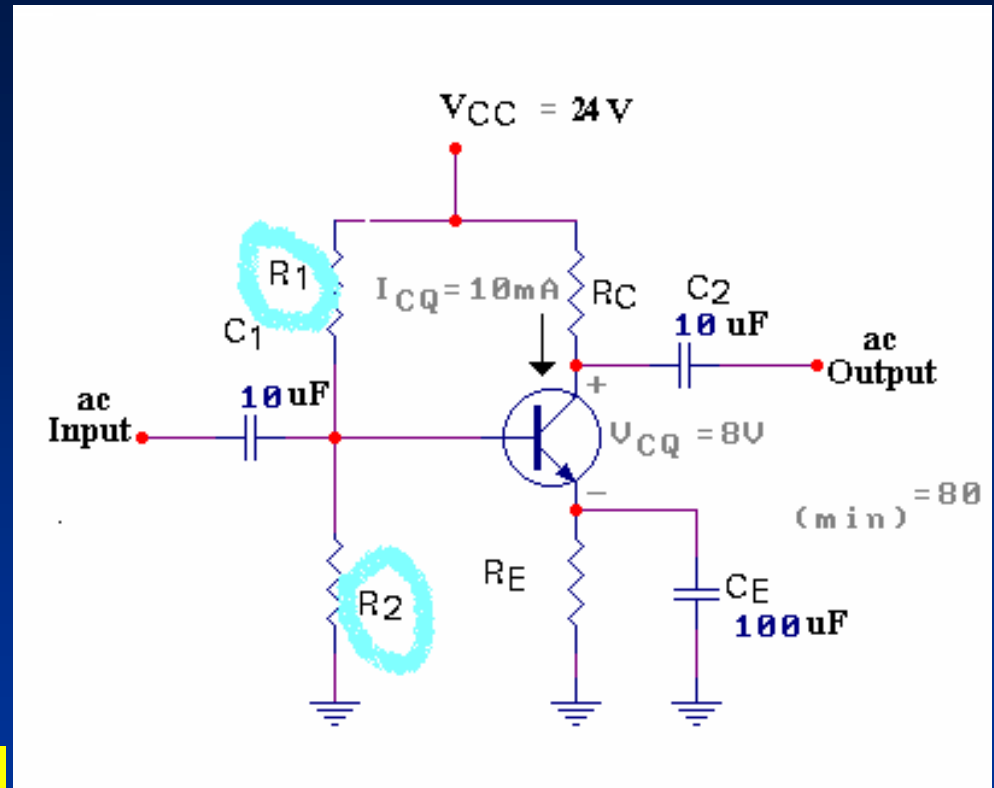 VCC = 24 V
R1
ICQ=10mA
RC
C2
10 uF
C1
10 uF
ac
Input
ac
Output
+
VCQ =8V
−
(min) =80
RE
R2
CE
100 uF